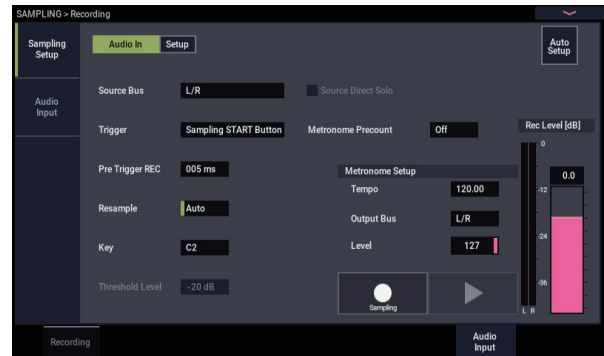 SAMPLING > Recording
Sampling
Setup
Audio In
Setup
Auto
Setup
Audio
Input
Source Bus
L/R
Source Direct Solo
Trigger
Sampling START Button
Metronome Precount
Off
Rec Level [dB]
Pre Trigger REC
005 ms
Metronome Setup
Tempo
120.00
Resample
Auto
Output Bus
L/R
Key
C2
Level
127
Threshold Level
-20 dB
Sampling
0
-12
-24
-36
L R
0.0
Recording
Audio
Input